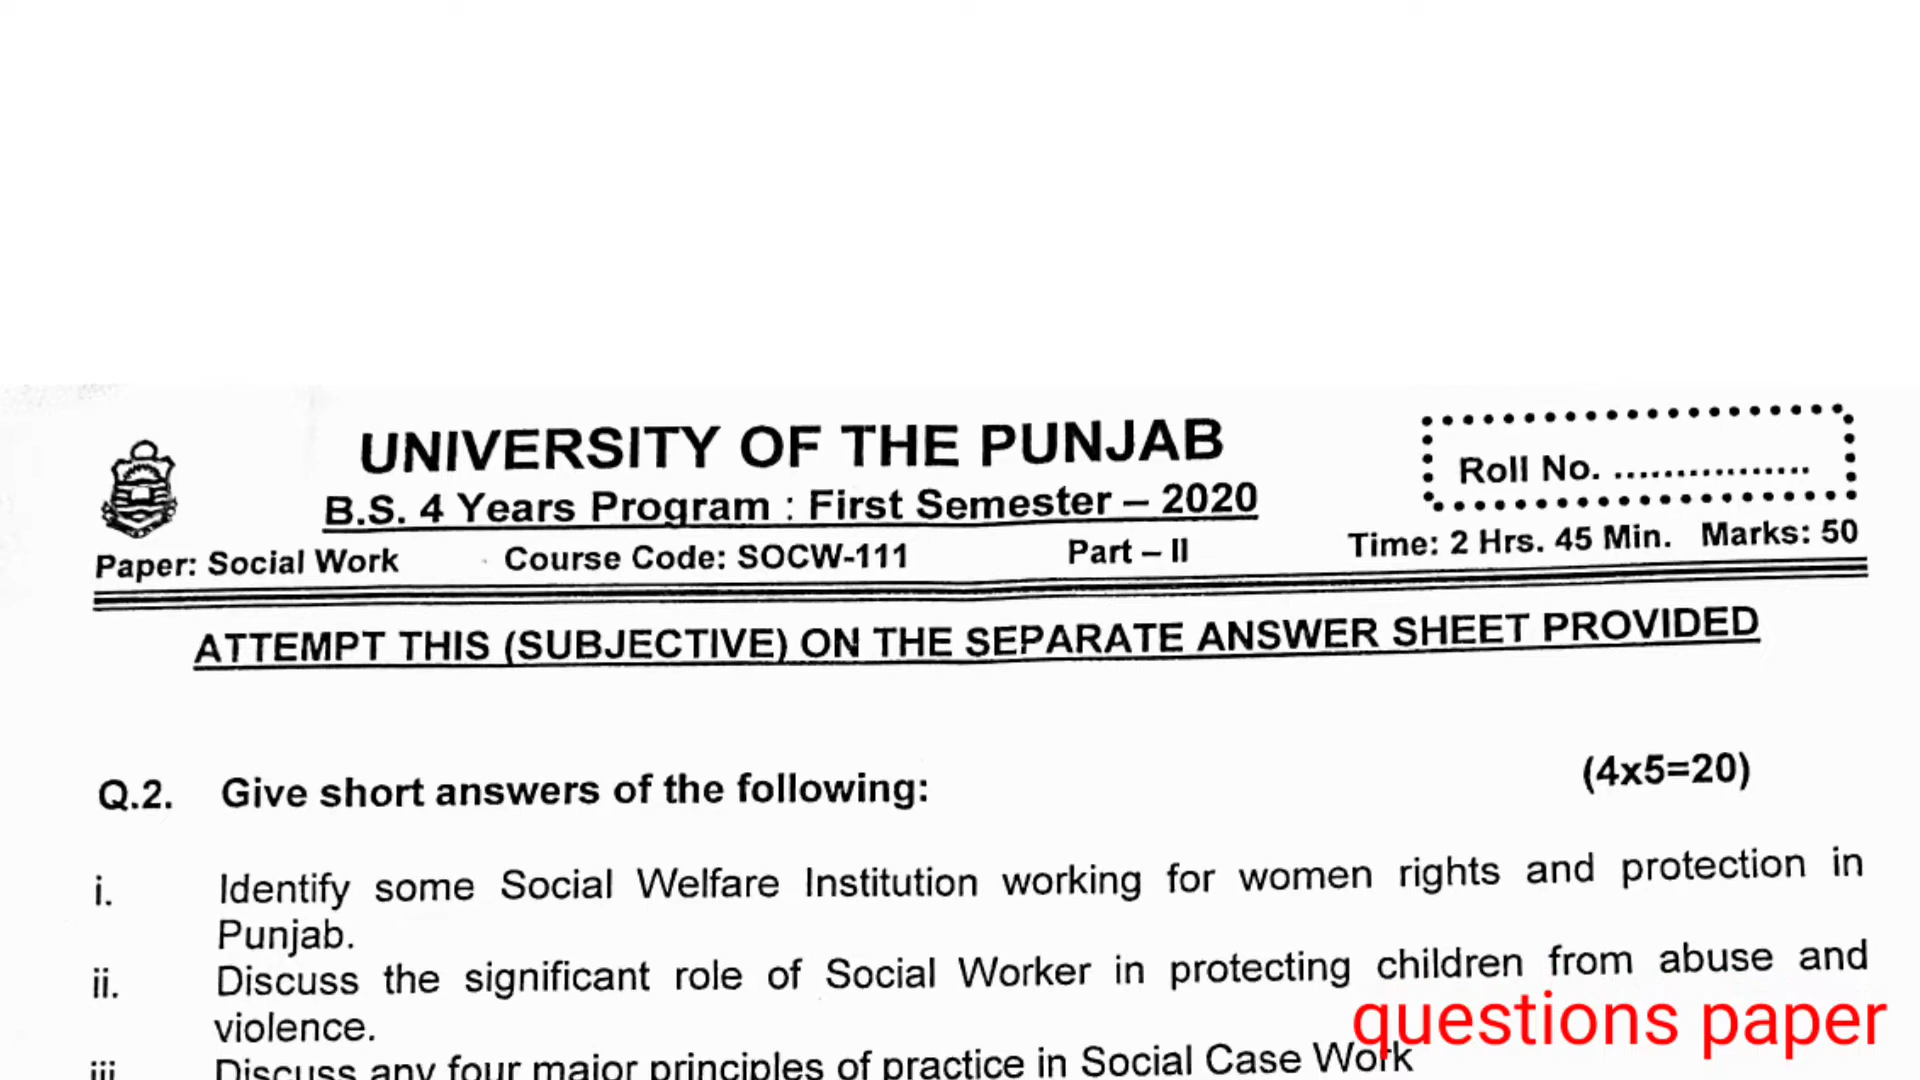 UNIVERSITY OF THE PUNJAB
B.S. 4 Years Program : First Semester – 2020
Roll No. ................
Paper: Social Work Course Code: SOCW-111 Part – II Time: 2 Hrs. 45 Min. Marks: 50
ATTEMPT THIS (SUBJECTIVE) ON THE SEPARATE ANSWER SHEET PROVIDED
Q.2. Give short answers of the following: (4x5=20)
i. Identify some Social Welfare Institution working for women rights and protection in
Punjab.
ii. Discuss the significant role of Social Worker in protecting children from abuse and
violence.
iii Discuss any four major principles of practice in Social Case Work
questions paper